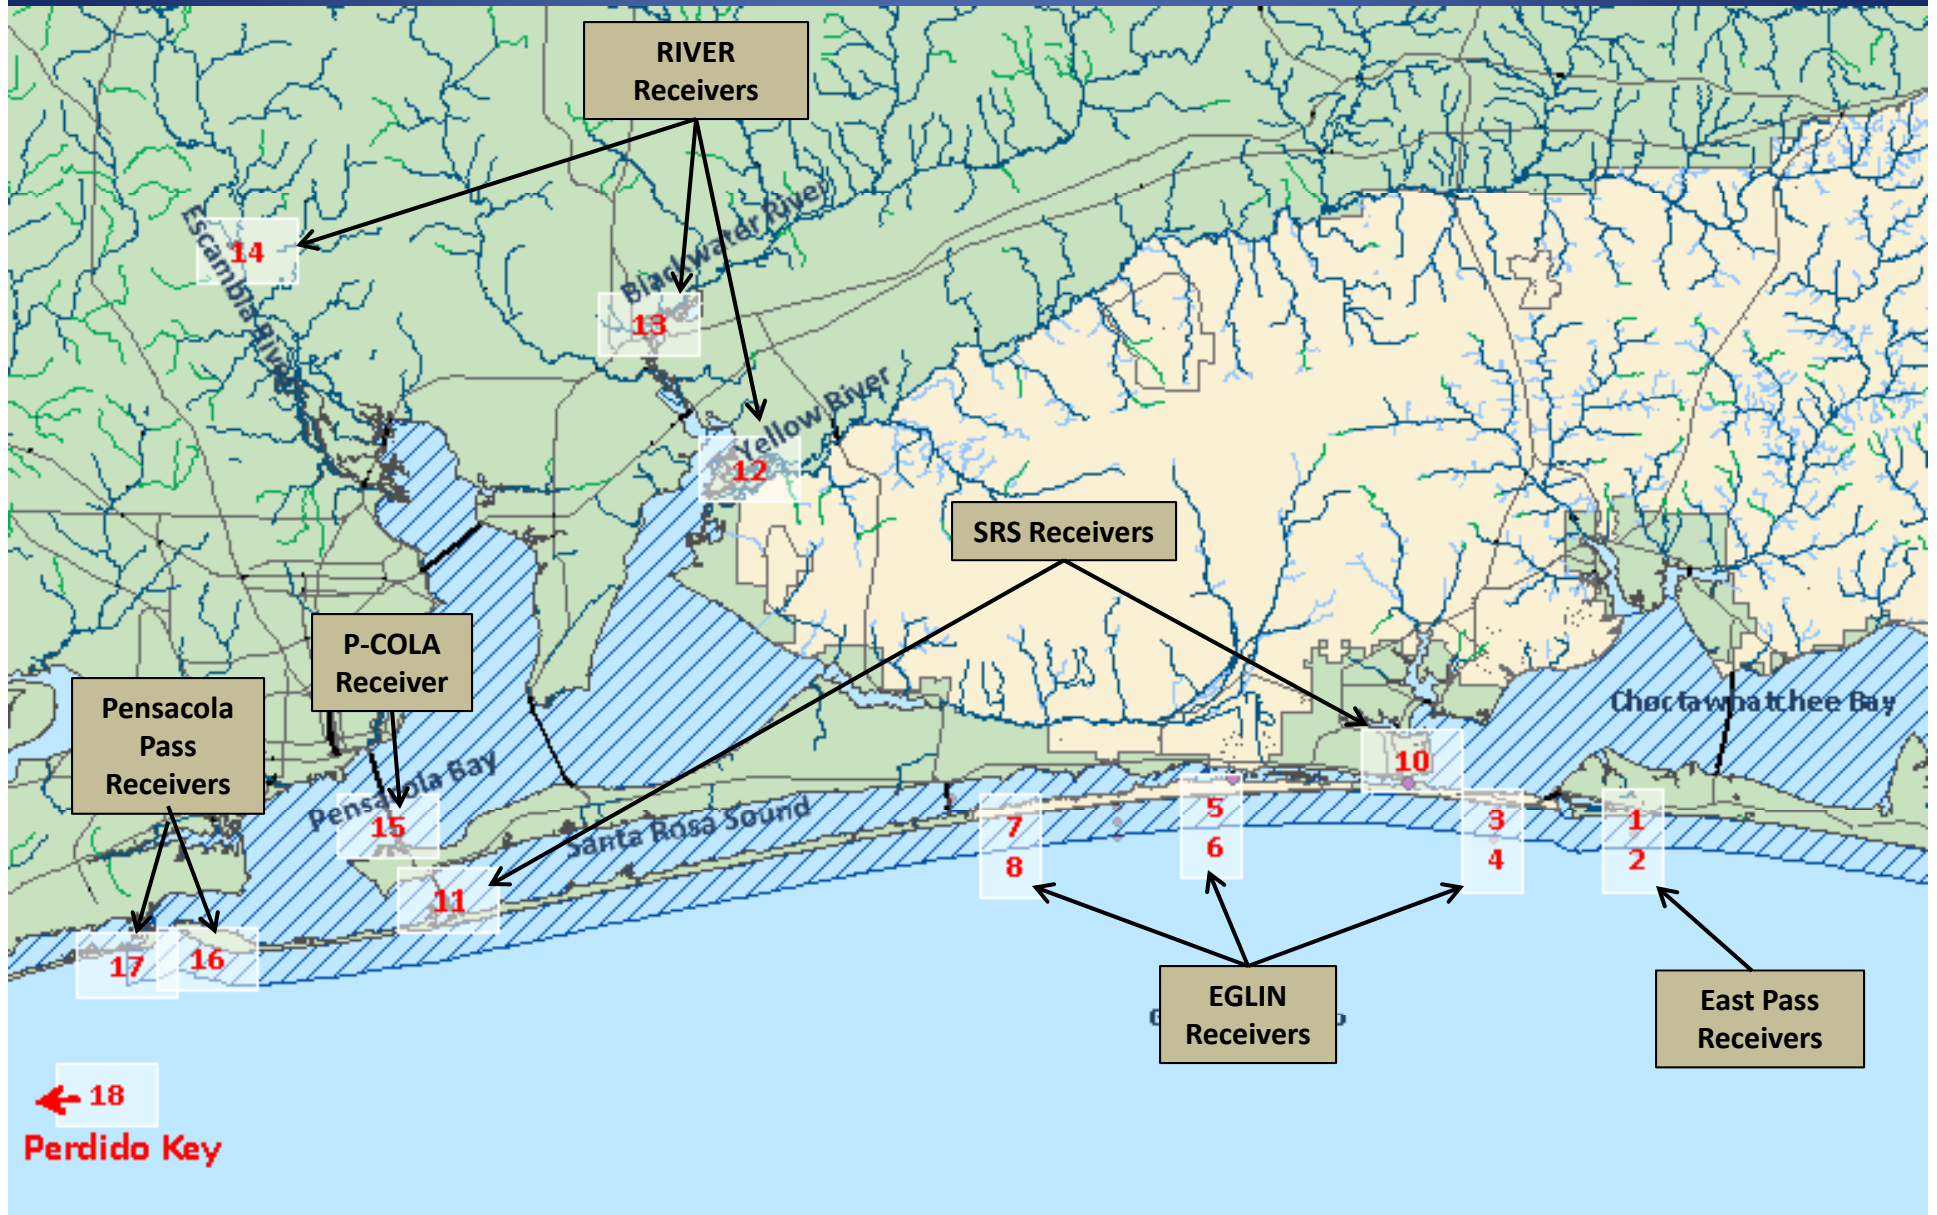 RIVER
Receivers
Blackwater River
14
Escambia River
13
Yellow River
12
SRS Receivers
P-COLA
Receiver
Pensacola
Pass
Receivers
Choctawhatchee Bay
10
Pensacola Bay
15
Santa Rosa Sound
7
8
5
6
3
4
1
2
11
17
16
EGLIN
Receivers
East Pass
Receivers
18
Perdido Key